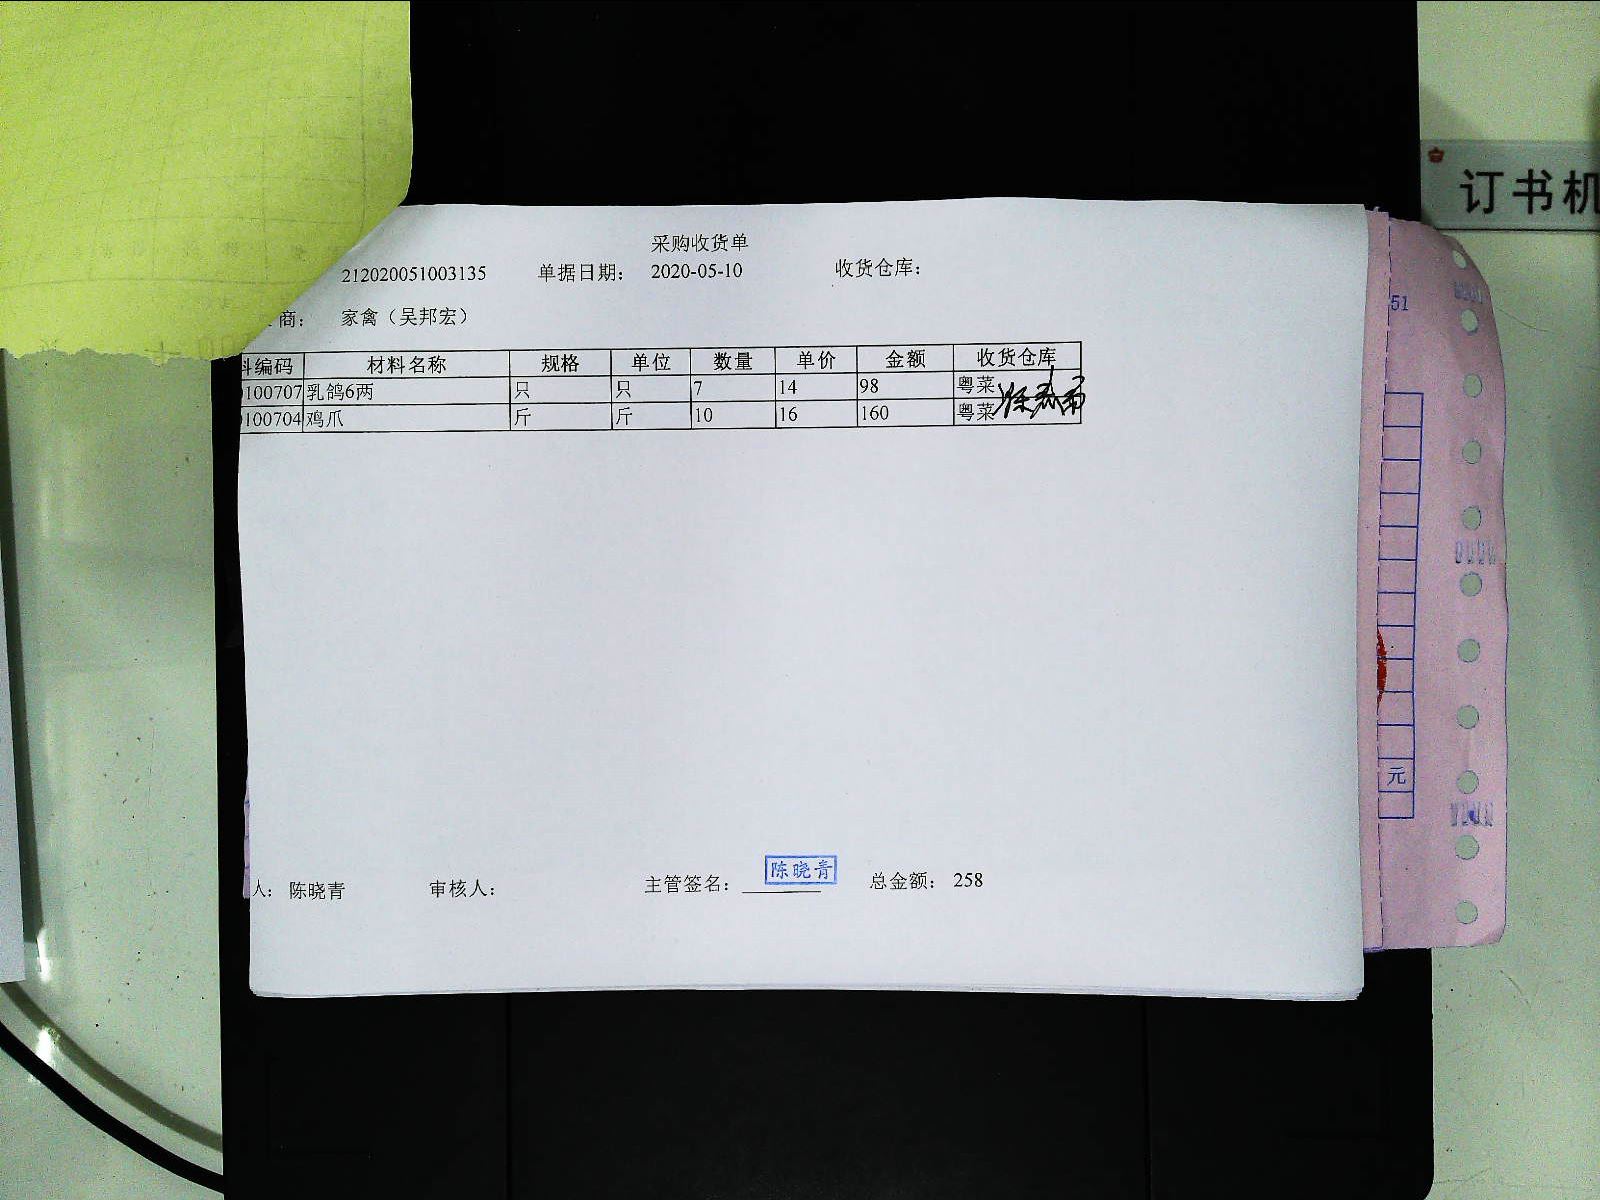 订书机
采购收货单
212020051003135 单据日期： 2020-05-10 收货仓库：
商： 家禽（吴邦宏）
编码 材料名称 规格 单位 数量 单价 金额 收货仓库
100707 乳鸽6两 只 只 7 14 98 粤菜
100704 鸡爪 斤 斤 10 16 160 粤菜
人： 陈晓青 审核人： 主管签名： 陈晓青 总金额： 258
51
元